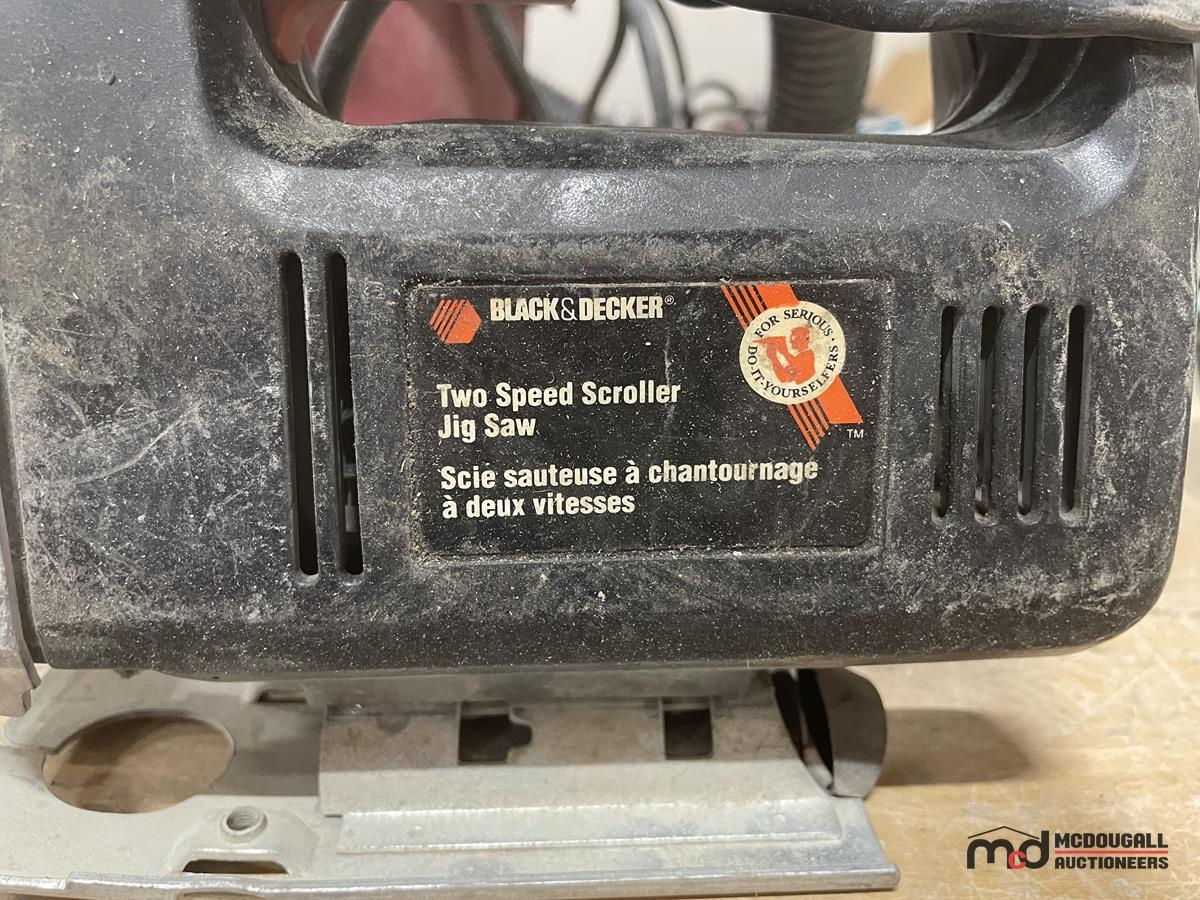 BLACK&DECKER®
FOR SERIOUS · DO-IT-YOURSELFERS ·
TM
Two Speed Scroller
Jig Saw
Scie sauteuse à chantournage
à deux vitesses
mcd MCDOUGALL
AUCTIONEERS